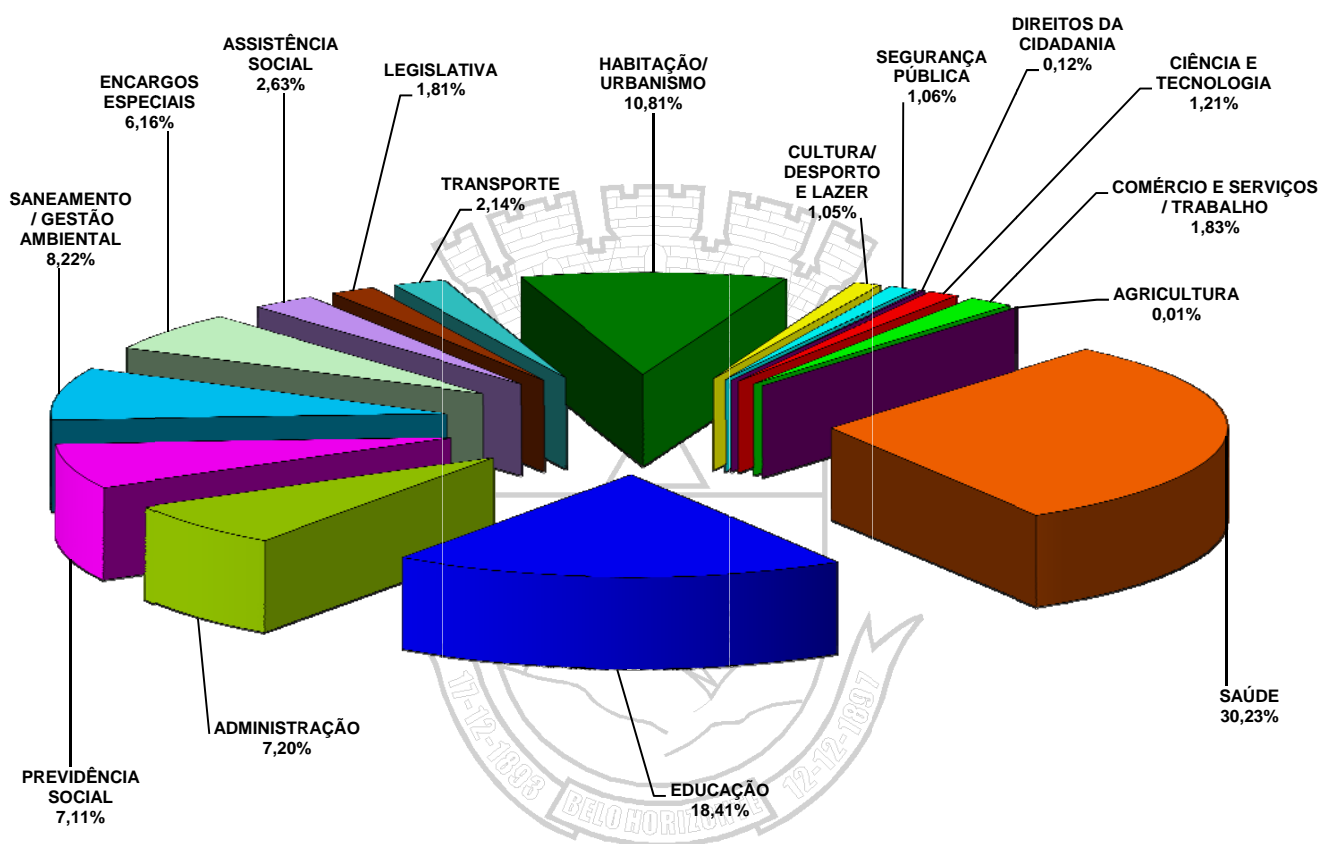 DIREITOS DA
CIDADANIA
0,12%
ASSISTÊNCIA
SOCIAL
2,63%
LEGISLATIVA
1,81%
HABITAÇÃO/
URBANISMO
10,81%
SEGURANÇA
PÚBLICA
1,06%
CIÊNCIA E
TECNOLOGIA
1,21%
ENCARGOS
ESPECIAIS
6,16%
CULTURA/
DESPORTO
E LAZER
1,05%
TRANSPORTE
2,14%
COMÉRCIO E SERVIÇOS
/ TRABALHO
1,83%
SANEAMENTO
/ GESTÃO
AMBIENTAL
8,22%
AGRICULTURA
0,01%
SAÚDE
30,23%
ADMINISTRAÇÃO
7,20%
PREVIDÊNCIA
SOCIAL
7,11%
EDUCAÇÃO
18,41%
17-12-1893
BELO HORIZONTE
12-12-1897